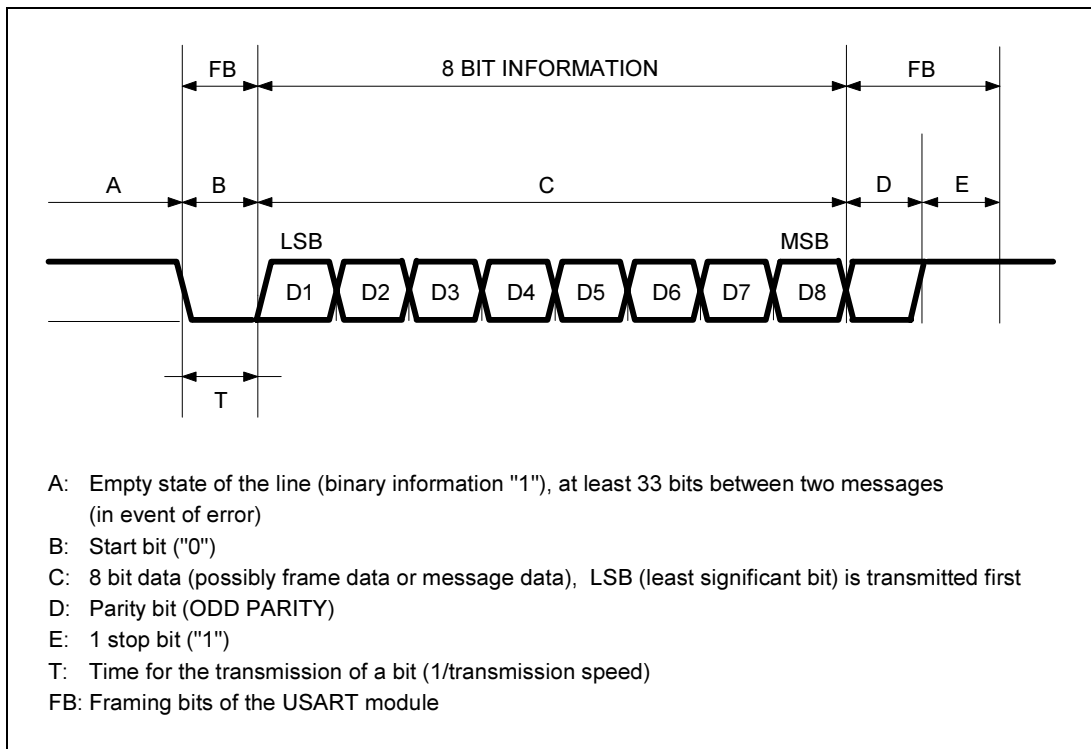 FB 8 BIT INFORMATION FB
A B C D E
LSB MSB
D1 D2 D3 D4 D5 D6 D7 D8
T
A: Empty state of the line (binary information "1"), at least 33 bits between two messages
(in event of error)
B: Start bit ("0")
C: 8 bit data (possibly frame data or message data), LSB (least significant bit) is transmitted first
D: Parity bit (ODD PARITY)
E: 1 stop bit ("1")
T: Time for the transmission of a bit (1/transmission speed)
FB: Framing bits of the USART module